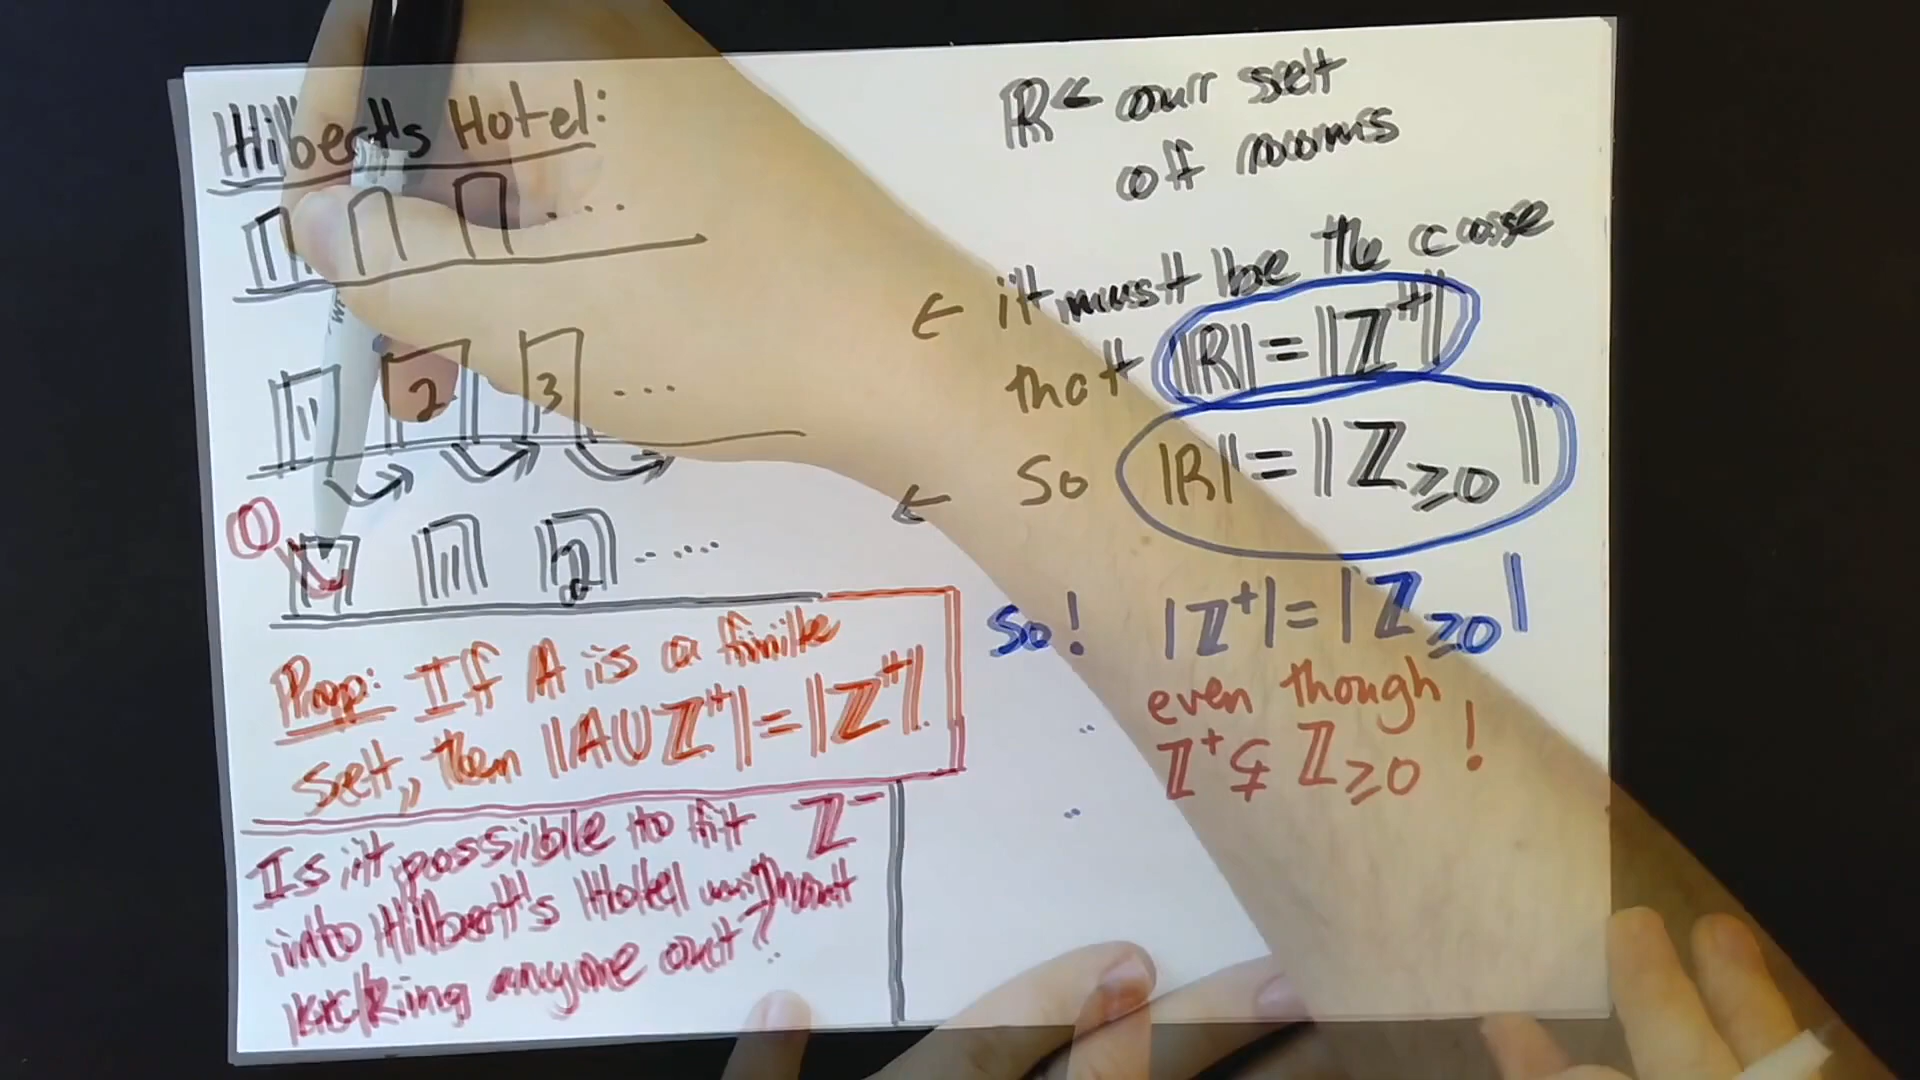 Hilbert's Hotel:
....
1 2 3 ...
0
1 2 .....
Prop: If A is a finite
set, then |A∪ℤ⁺|=|ℤ⁺|.
Is it possible to fit ℤ⁻
into Hilbert's Hotel without
kicking anyone out?
R ← our set
of rooms
← it must be the case
that |R|=|ℤ⁺|
← So |R|=|ℤ≥0|
So! |ℤ⁺|=|ℤ≥0|
even though
ℤ⁺⊊ℤ≥0!